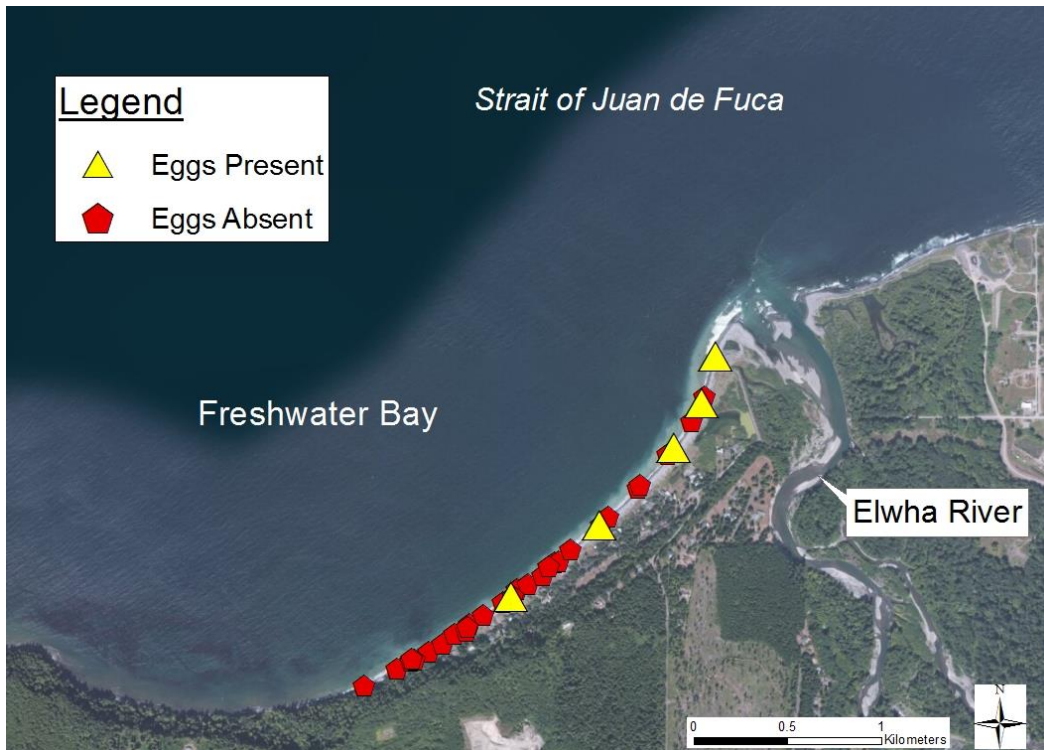 Legend
Eggs Present
Eggs Absent
Strait of Juan de Fuca
Freshwater Bay
Elwha River
0 0.5 1
Kilometers
N